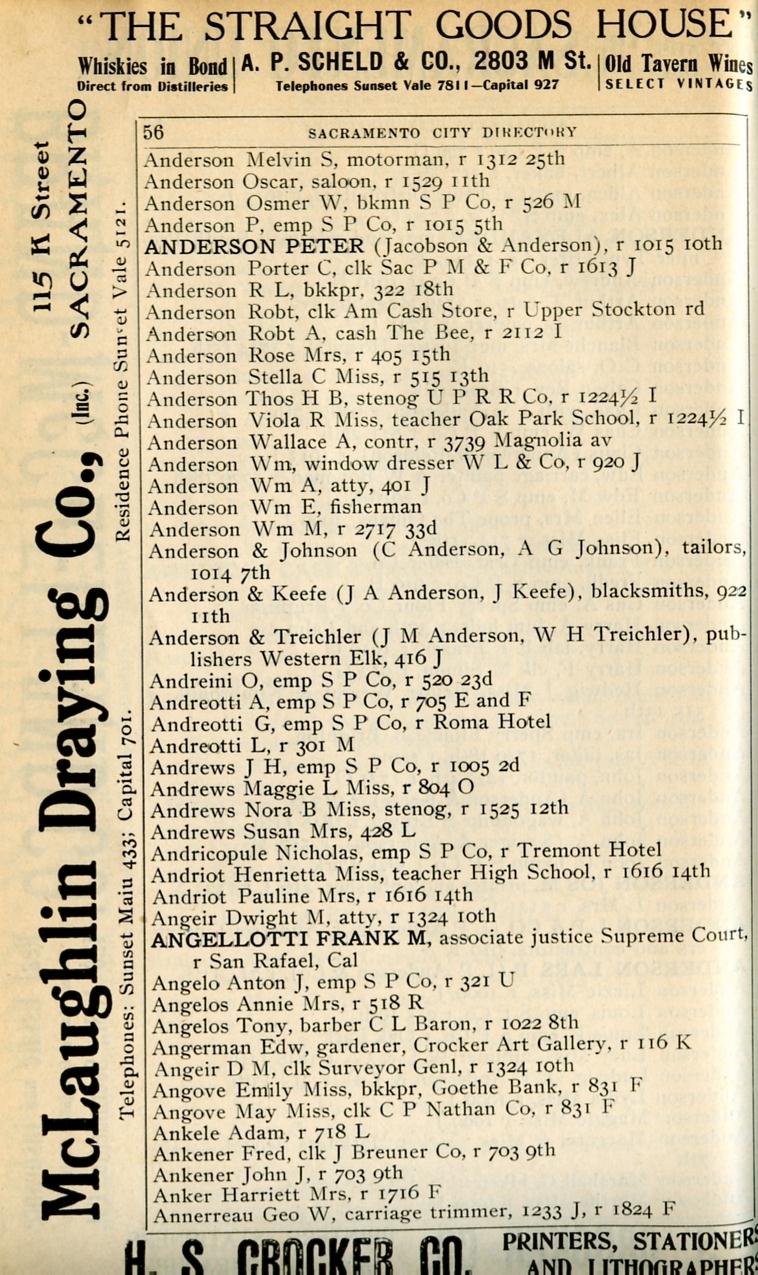 "THE STRAIGHT GOODS HOUSE"
Whiskies in Bond | A. P. SCHELD & CO., 2803 M St. | Old Tavern Wines
Direct from Distilleries | Telephones Sunset Vale 7811—Capital 927 | SELECT VINTAGES
McLaughlin Draying Co., (Inc.) 115 K Street SACRAMENTO
Telephones: Sunset Maiu 433; Capital 701. Residence Phone Sunset Vale 5121.
56 SACRAMENTO CITY DIRECTORY
Anderson Melvin S, motorman, r 1312 25th
Anderson Oscar, saloon, r 1529 11th
Anderson Osmer W, bkmn S P Co, r 526 M
Anderson P, emp S P Co, r 1015 5th
ANDERSON PETER (Jacobson & Anderson), r 1015 10th
Anderson Porter C, clk Sac P M & F Co, r 1613 J
Anderson R L, bkkpr, 322 18th
Anderson Robt, clk Am Cash Store, r Upper Stockton rd
Anderson Robt A, cash The Bee, r 2112 I
Anderson Rose Mrs, r 405 15th
Anderson Stella C Miss, r 515 13th
Anderson Thos H B, stenog U P R R Co, r 1224½ I
Anderson Viola R Miss, teacher Oak Park School, r 1224½ I
Anderson Wallace A, contr, r 3739 Magnolia av
Anderson Wm, window dresser W L & Co, r 920 J
Anderson Wm A, atty, 401 J
Anderson Wm E, fisherman
Anderson Wm M, r 2717 33d
Anderson & Johnson (C Anderson, A G Johnson), tailors,
1014 7th
Anderson & Keefe (J A Anderson, J Keefe), blacksmiths, 922
11th
Anderson & Treichler (J M Anderson, W H Treichler), pub-
lishers Western Elk, 416 J
Andreini O, emp S P Co, r 520 23d
Andreotti A, emp S P Co, r 705 E and F
Andreotti G, emp S P Co, r Roma Hotel
Andreotti L, r 301 M
Andrews J H, emp S P Co, r 1005 2d
Andrews Maggie L Miss, r 804 O
Andrews Nora B Miss, stenog, r 1525 12th
Andrews Susan Mrs, 428 L
Andricopule Nicholas, emp S P Co, r Tremont Hotel
Andriot Henrietta Miss, teacher High School, r 1616 14th
Andriot Pauline Mrs, r 1616 14th
Angeir Dwight M, atty, r 1324 10th
ANGELLOTTI FRANK M, associate justice Supreme Court,
r San Rafael, Cal
Angelo Anton J, emp S P Co, r 321 U
Angelos Annie Mrs, r 518 R
Angelos Tony, barber C L Baron, r 1022 8th
Angerman Edw, gardener, Crocker Art Gallery, r 116 K
Angeir D M, clk Surveyor Genl, r 1324 10th
Angove Emily Miss, bkkpr, Goethe Bank, r 831 F
Angove May Miss, clk C P Nathan Co, r 831 F
Ankele Adam, r 718 L
Ankener Fred, clk J Breuner Co, r 703 9th
Ankener John J, r 703 9th
Anker Harriett Mrs, r 1716 F
Annerreau Geo W, carriage trimmer, 1233 J, r 1824 F
H. S. CROCKER CO. PRINTERS, STATIONERS
AND LITHOGRAPHERS